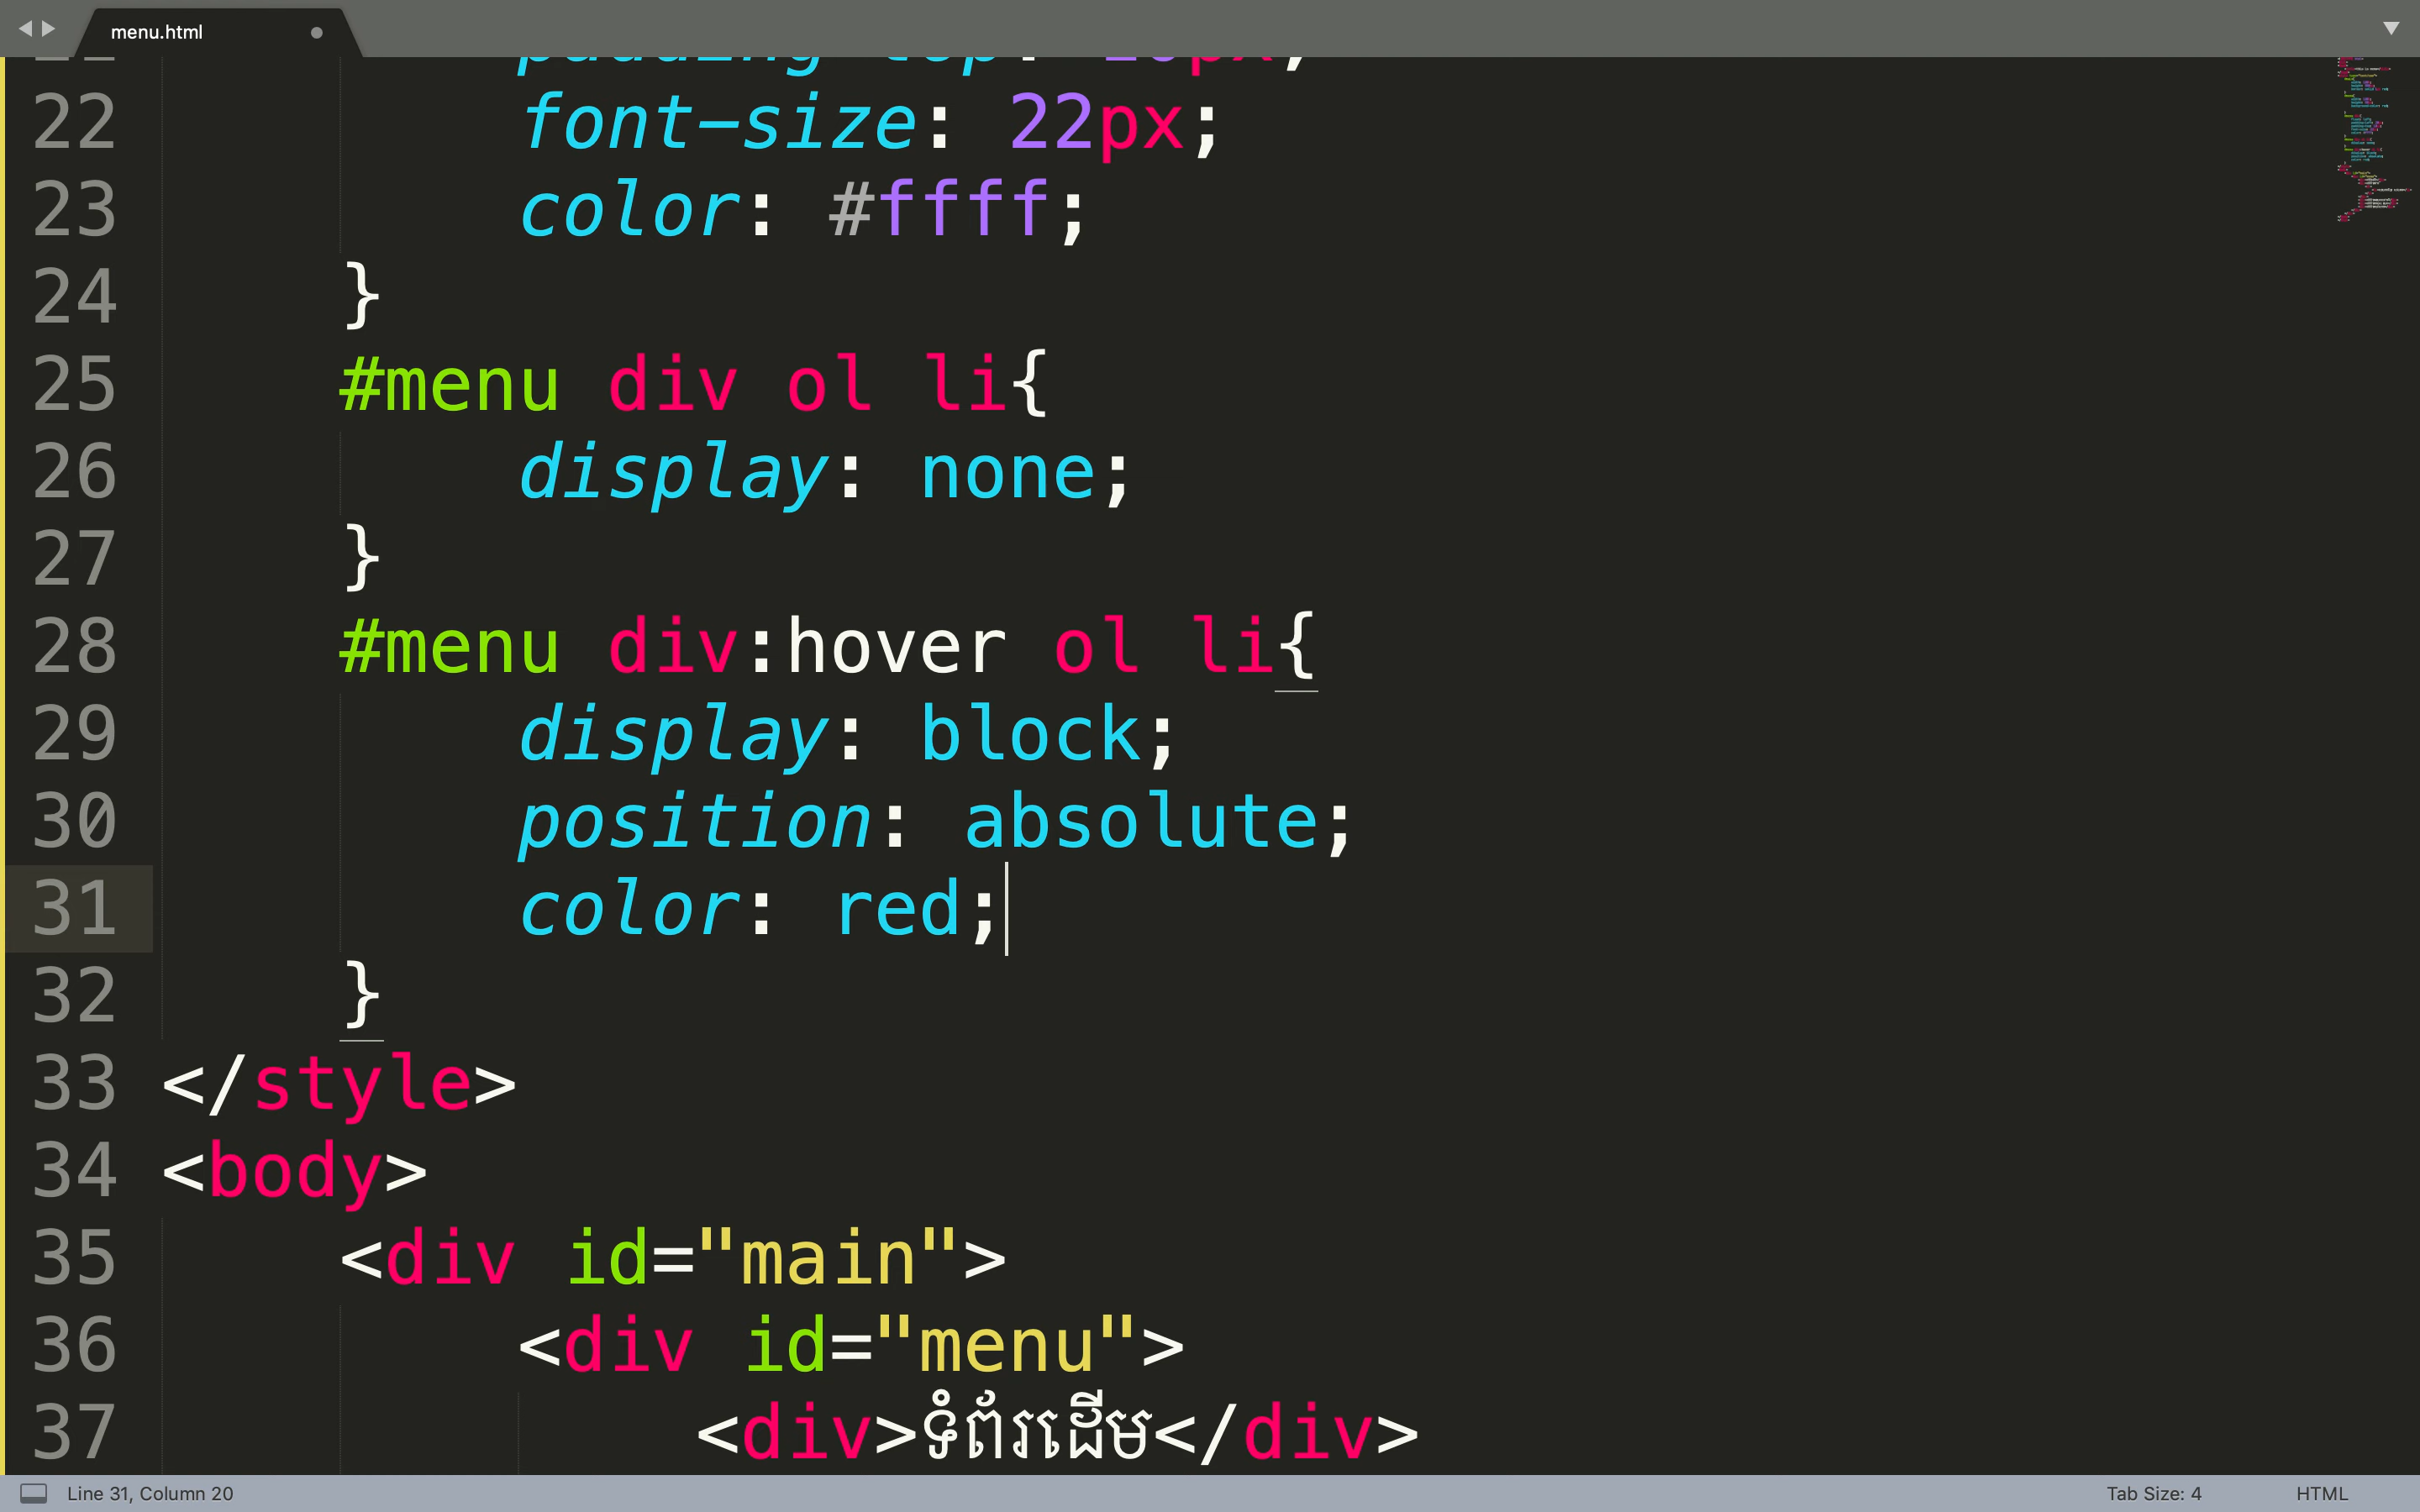 menu.html
22 font-size: 22px;
23 color: #ffff;
24 }
25 #menu div ol li{
26 display: none;
27 }
28 #menu div:hover ol li{
29 display: block;
30 position: absolute;
31 color: red;
32 }
33 </style>
34 <body>
35 <div id="main">
36 <div id="menu">
37 <div>ទំព័រដើម</div>
Line 31, Column 20 Tab Size: 4 HTML